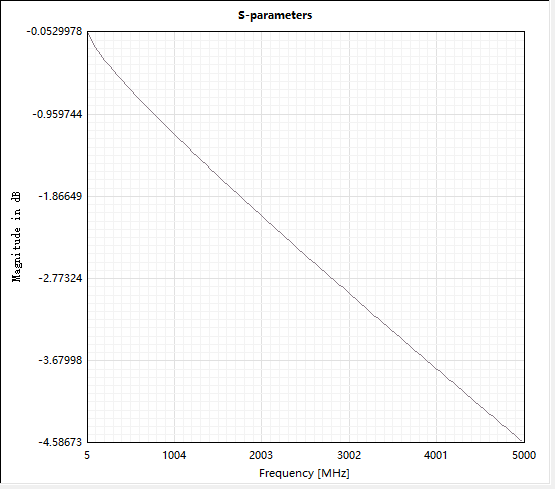 S-parameters
-0.0529978
-0.959744
-1.86649
-2.77324
-3.67998
-4.58673
Magnitude in dB
5 1004 2003 3002 4001 5000
Frequency [MHz]